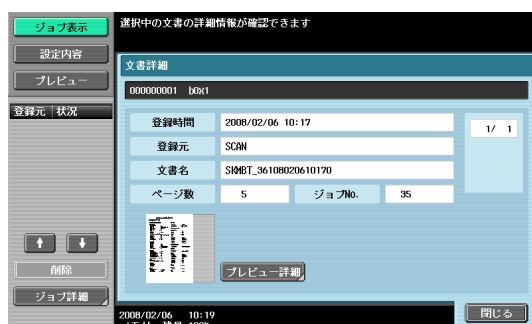 ジョブ表示
選択中の文書の詳細情報が確認できます
設定内容
文書詳細
プレビュー
000000001 box1
登録元 状況
登録時間 2008/02/06 10:17
1/ 1
登録元 SCAN
文書名 SKMBT_36108020610170
ページ数 5 ジョブNo. 35
削除
プレビュー詳細
ジョブ詳細
2008/02/06 10:19
閉じる